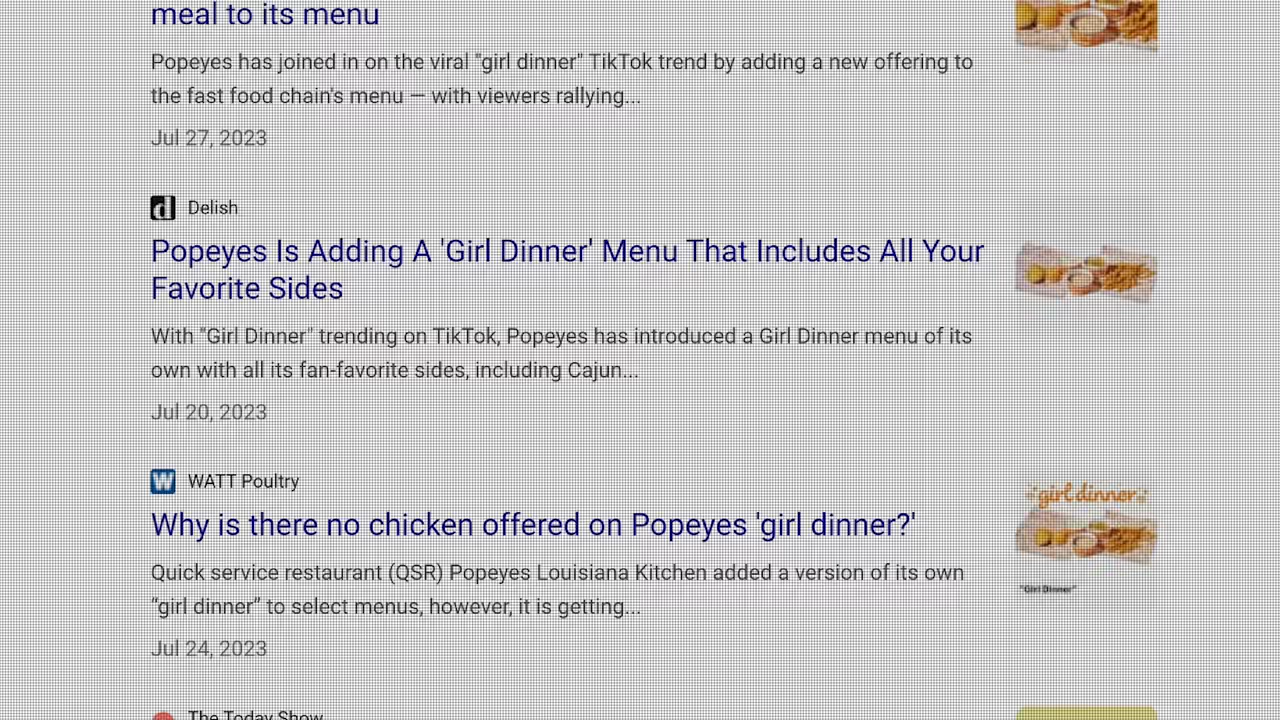 meal to its menu
Popeyes has joined in on the viral "girl dinner" TikTok trend by adding a new offering to
the fast food chain's menu — with viewers rallying...
Jul 27, 2023
Delish
Popeyes Is Adding A 'Girl Dinner' Menu That Includes All Your
Favorite Sides
With "Girl Dinner" trending on TikTok, Popeyes has introduced a Girl Dinner menu of its
own with all its fan-favorite sides, including Cajun...
Jul 20, 2023
W WATT Poultry
Why is there no chicken offered on Popeyes 'girl dinner?'
girl dinner
Quick service restaurant (QSR) Popeyes Louisiana Kitchen added a version of its own
“girl dinner” to select menus, however, it is getting...
"Girl Dinner"
Jul 24, 2023
The Today Show